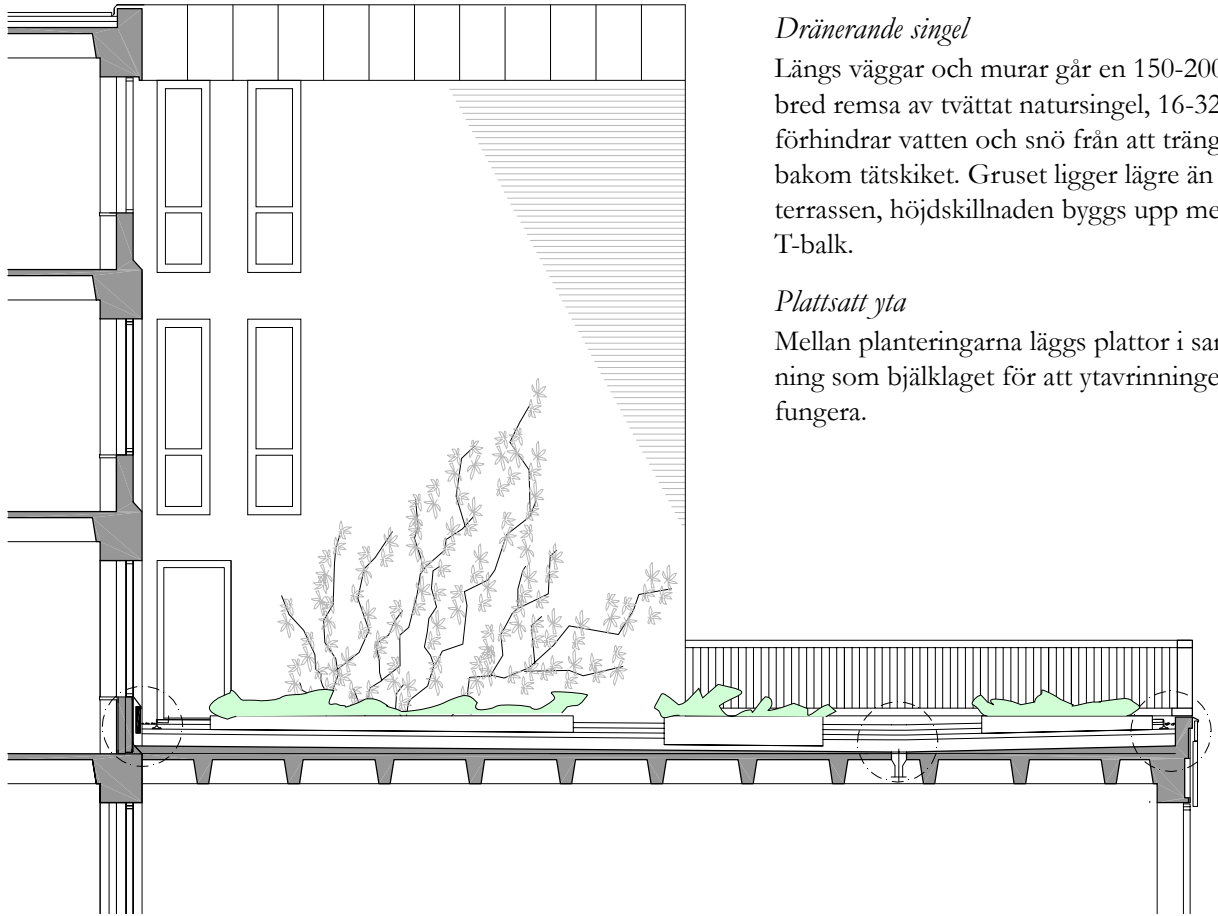 Dränerande singel
Längs väggar och murar går en 150-200
bred remsa av tvättat natursingel, 16-32
förhindrar vatten och snö från att träng
bakom tätskiket. Gruset ligger lägre än
terrassen, höjdskillnaden byggs upp me
T-balk.
Plattsatt yta
Mellan planteringarna läggs plattor i sar
ning som bjälklaget för att ytavrinninge
fungera.